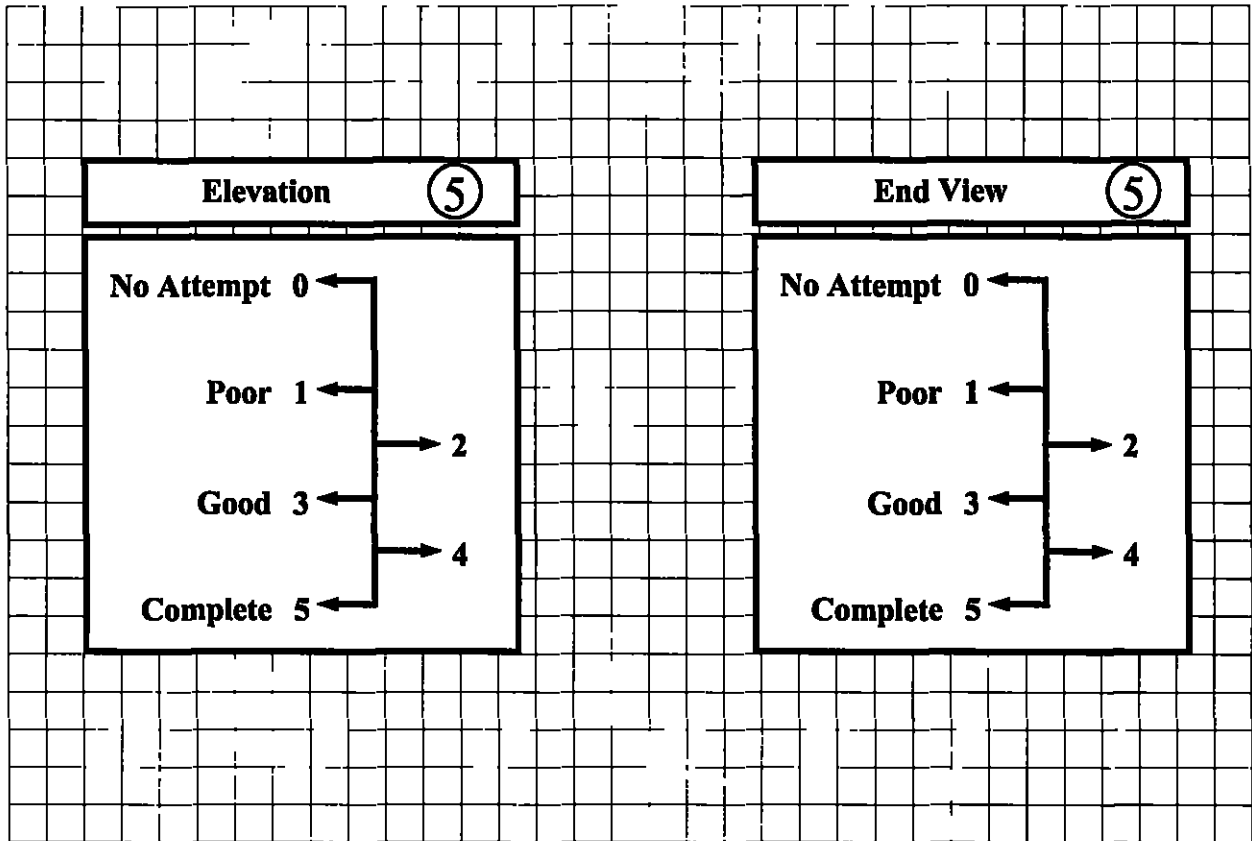 Elevation 5
No Attempt 0
Poor 1
2
Good 3
4
Complete 5
End View 5
No Attempt 0
Poor 1
2
Good 3
4
Complete 5